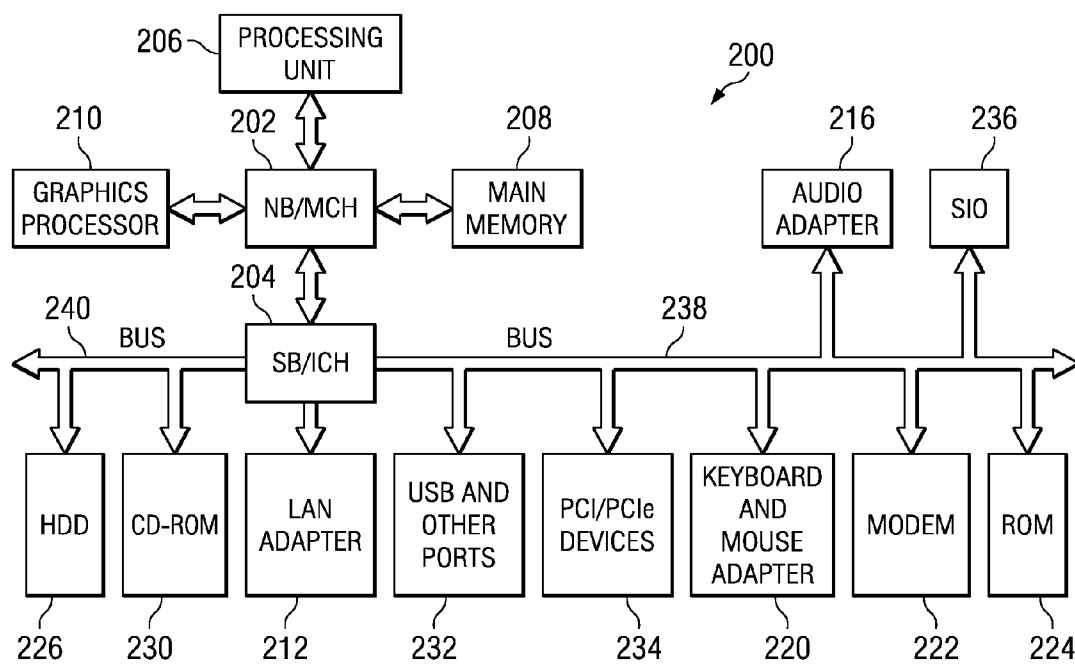 206
PROCESSING
UNIT
200
210
202
208
216
236
GRAPHICS
PROCESSOR
NB/MCH
MAIN
MEMORY
AUDIO
ADAPTER
SIO
204
240
BUS
SB/ICH
BUS
238
HDD
CD-ROM
LAN
ADAPTER
USB AND
OTHER
PORTS
PCI/PCIe
DEVICES
KEYBOARD
AND
MOUSE
ADAPTER
MODEM
ROM
226
230
212
232
234
220
222
224